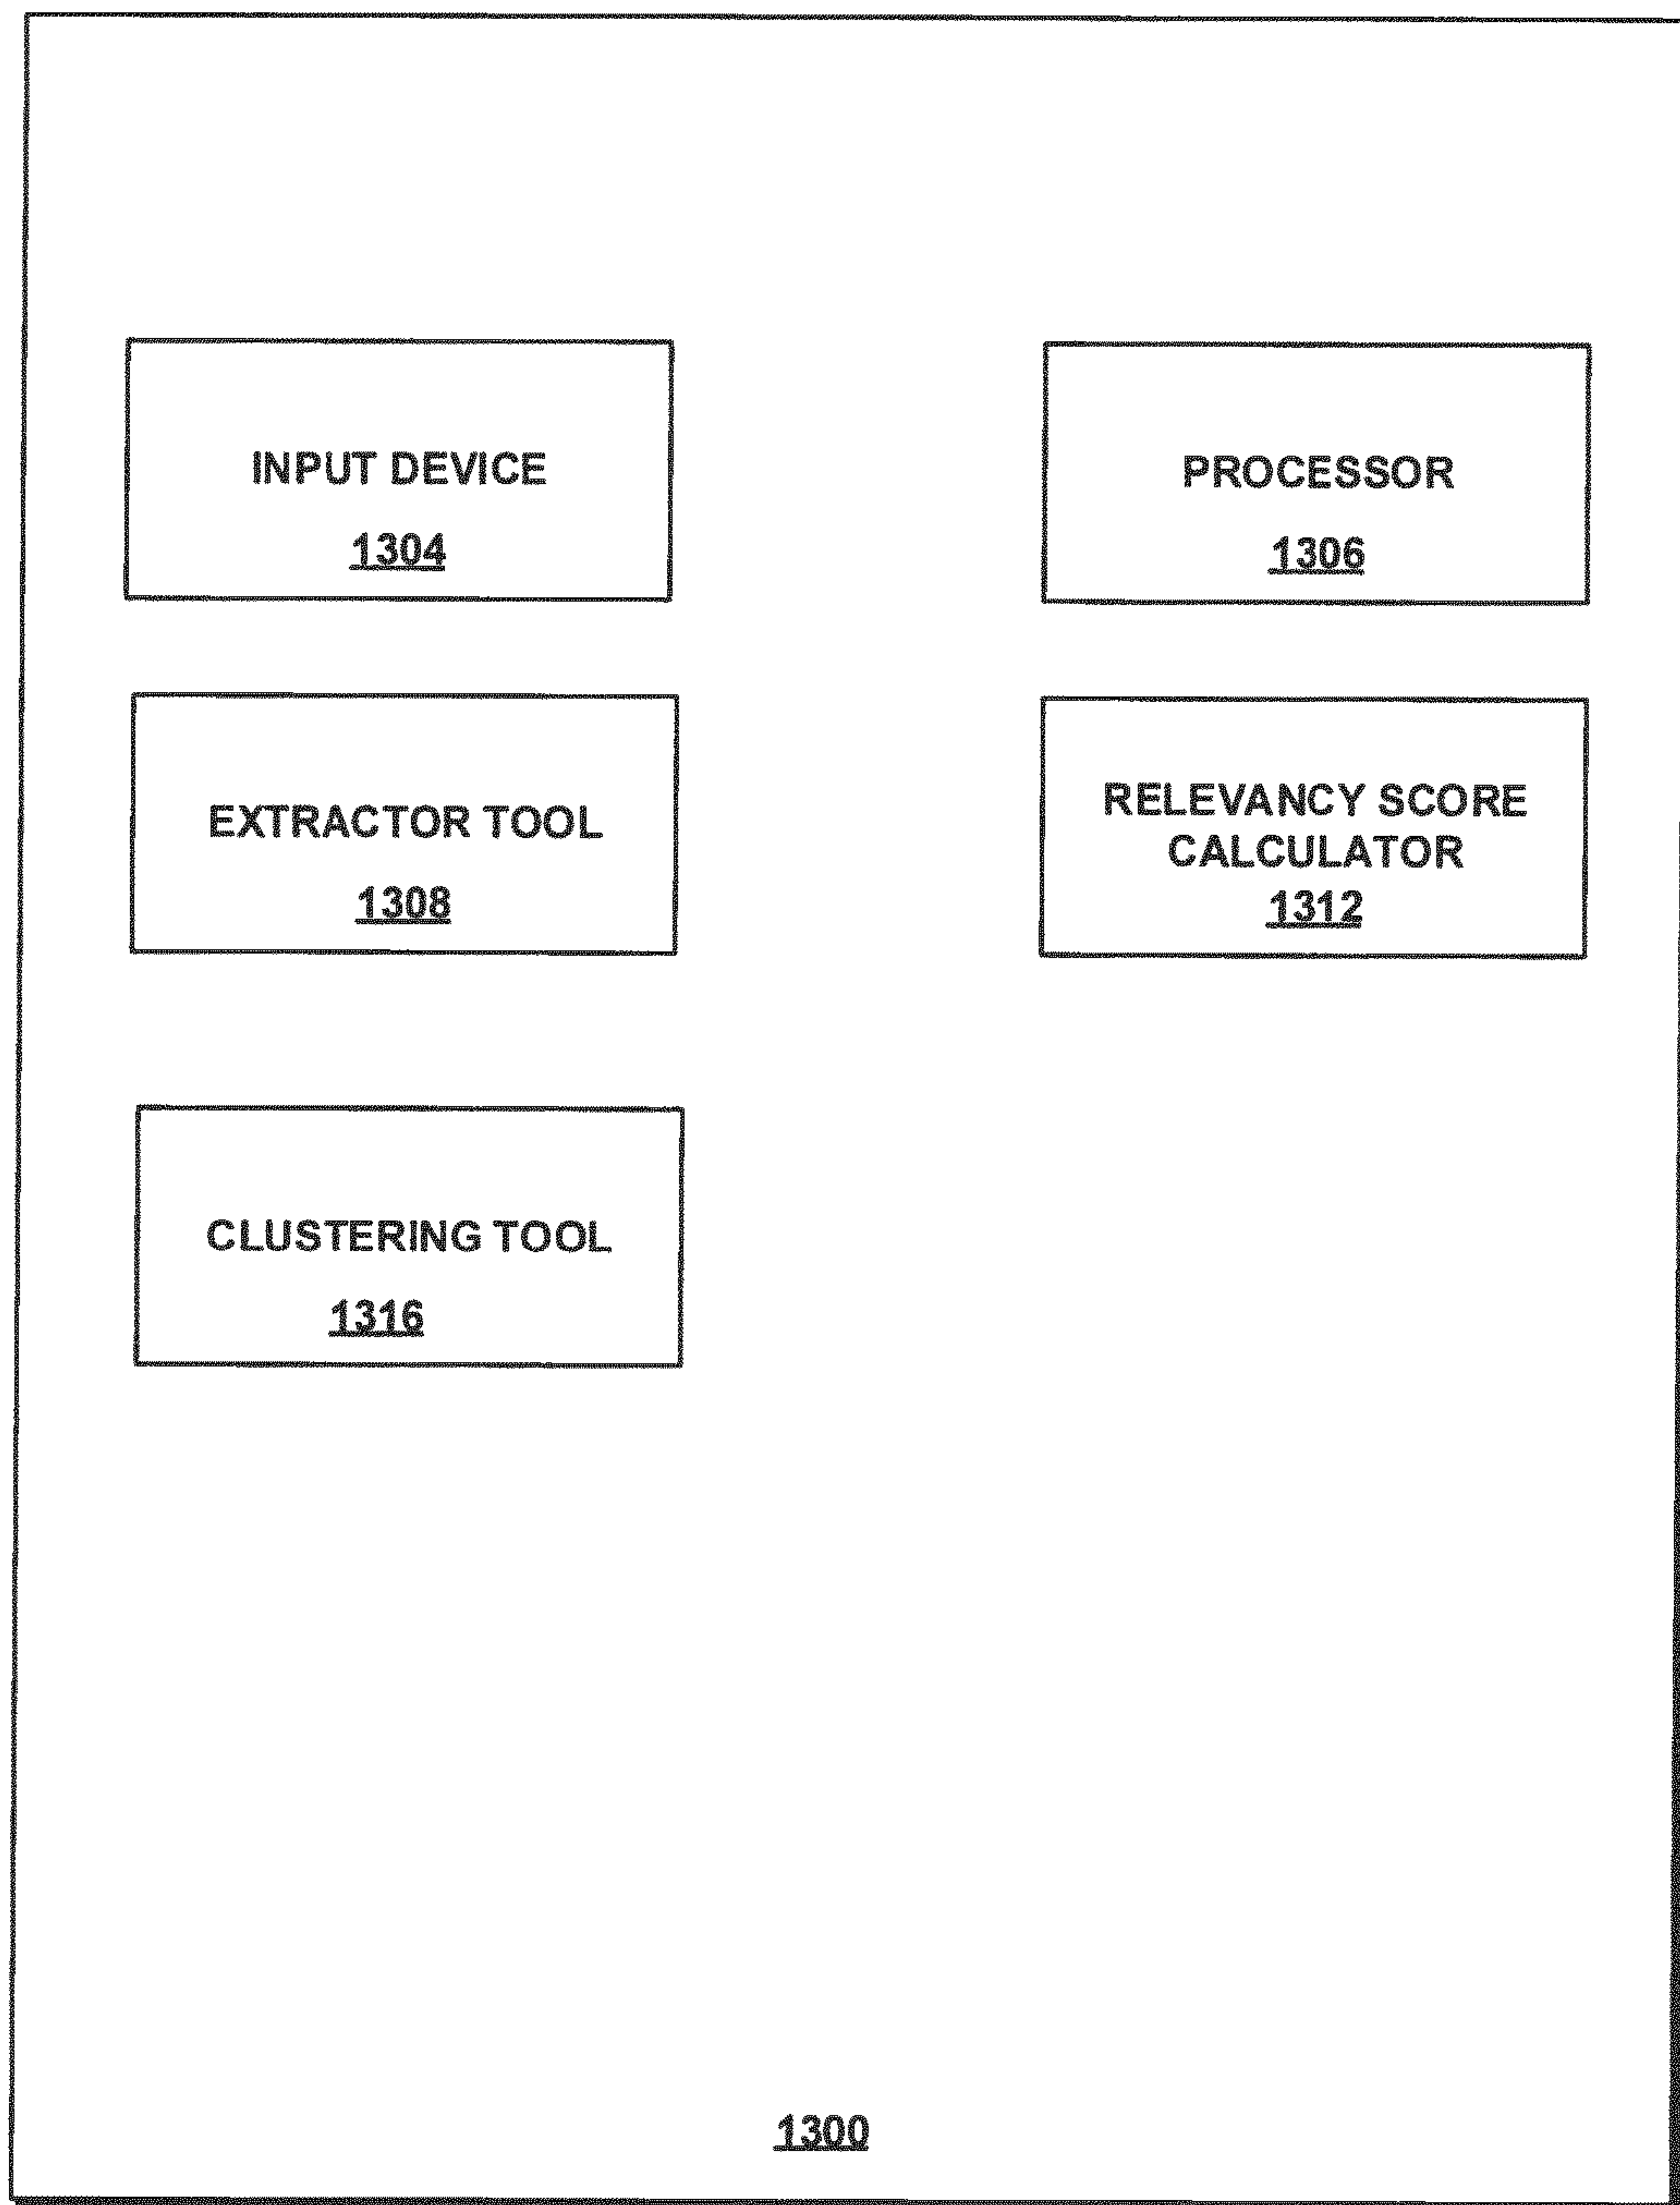 INPUT DEVICE
1304
PROCESSOR
1306
EXTRACTOR TOOL
1308
RELEVANCY SCORE
CALCULATOR
1312
CLUSTERING TOOL
1316
1300